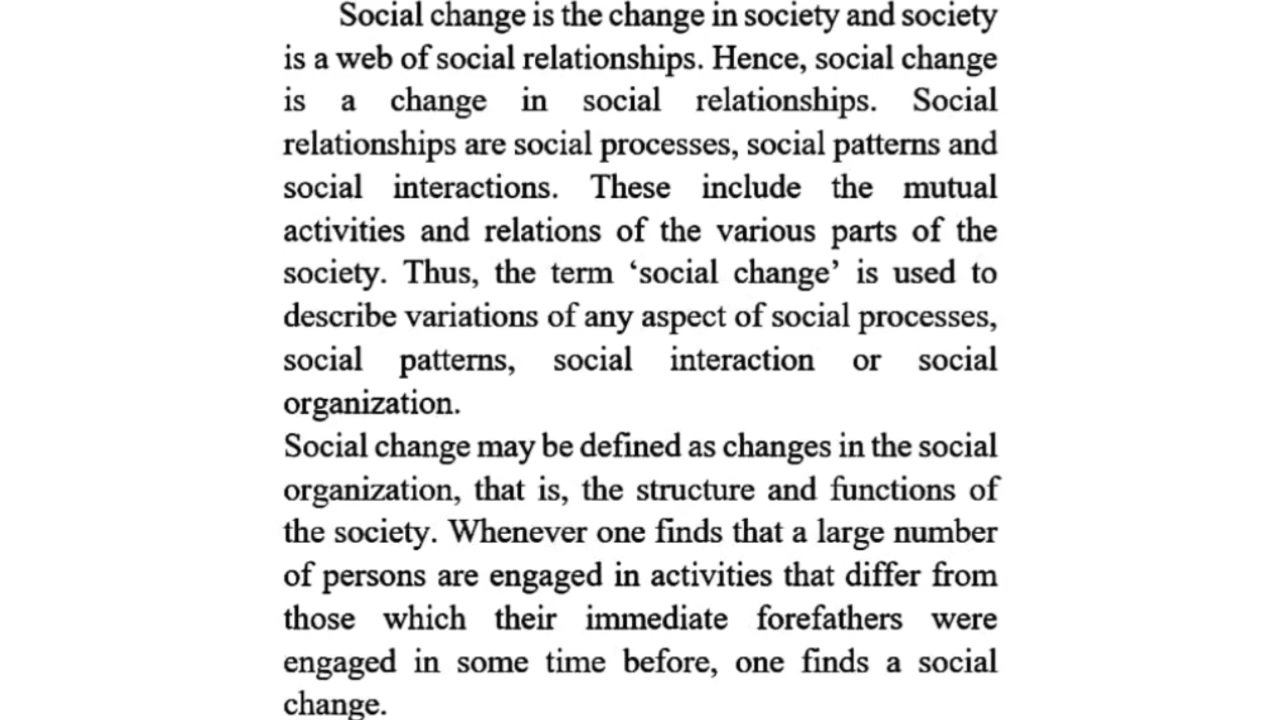 Social change is the change in society and society
is a web of social relationships. Hence, social change
is a change in social relationships. Social
relationships are social processes, social patterns and
social interactions. These include the mutual
activities and relations of the various parts of the
society. Thus, the term ‘social change’ is used to
describe variations of any aspect of social processes,
social patterns, social interaction or social
organization.
Social change may be defined as changes in the social
organization, that is, the structure and functions of
the society. Whenever one finds that a large number
of persons are engaged in activities that differ from
those which their immediate forefathers were
engaged in some time before, one finds a social
change.